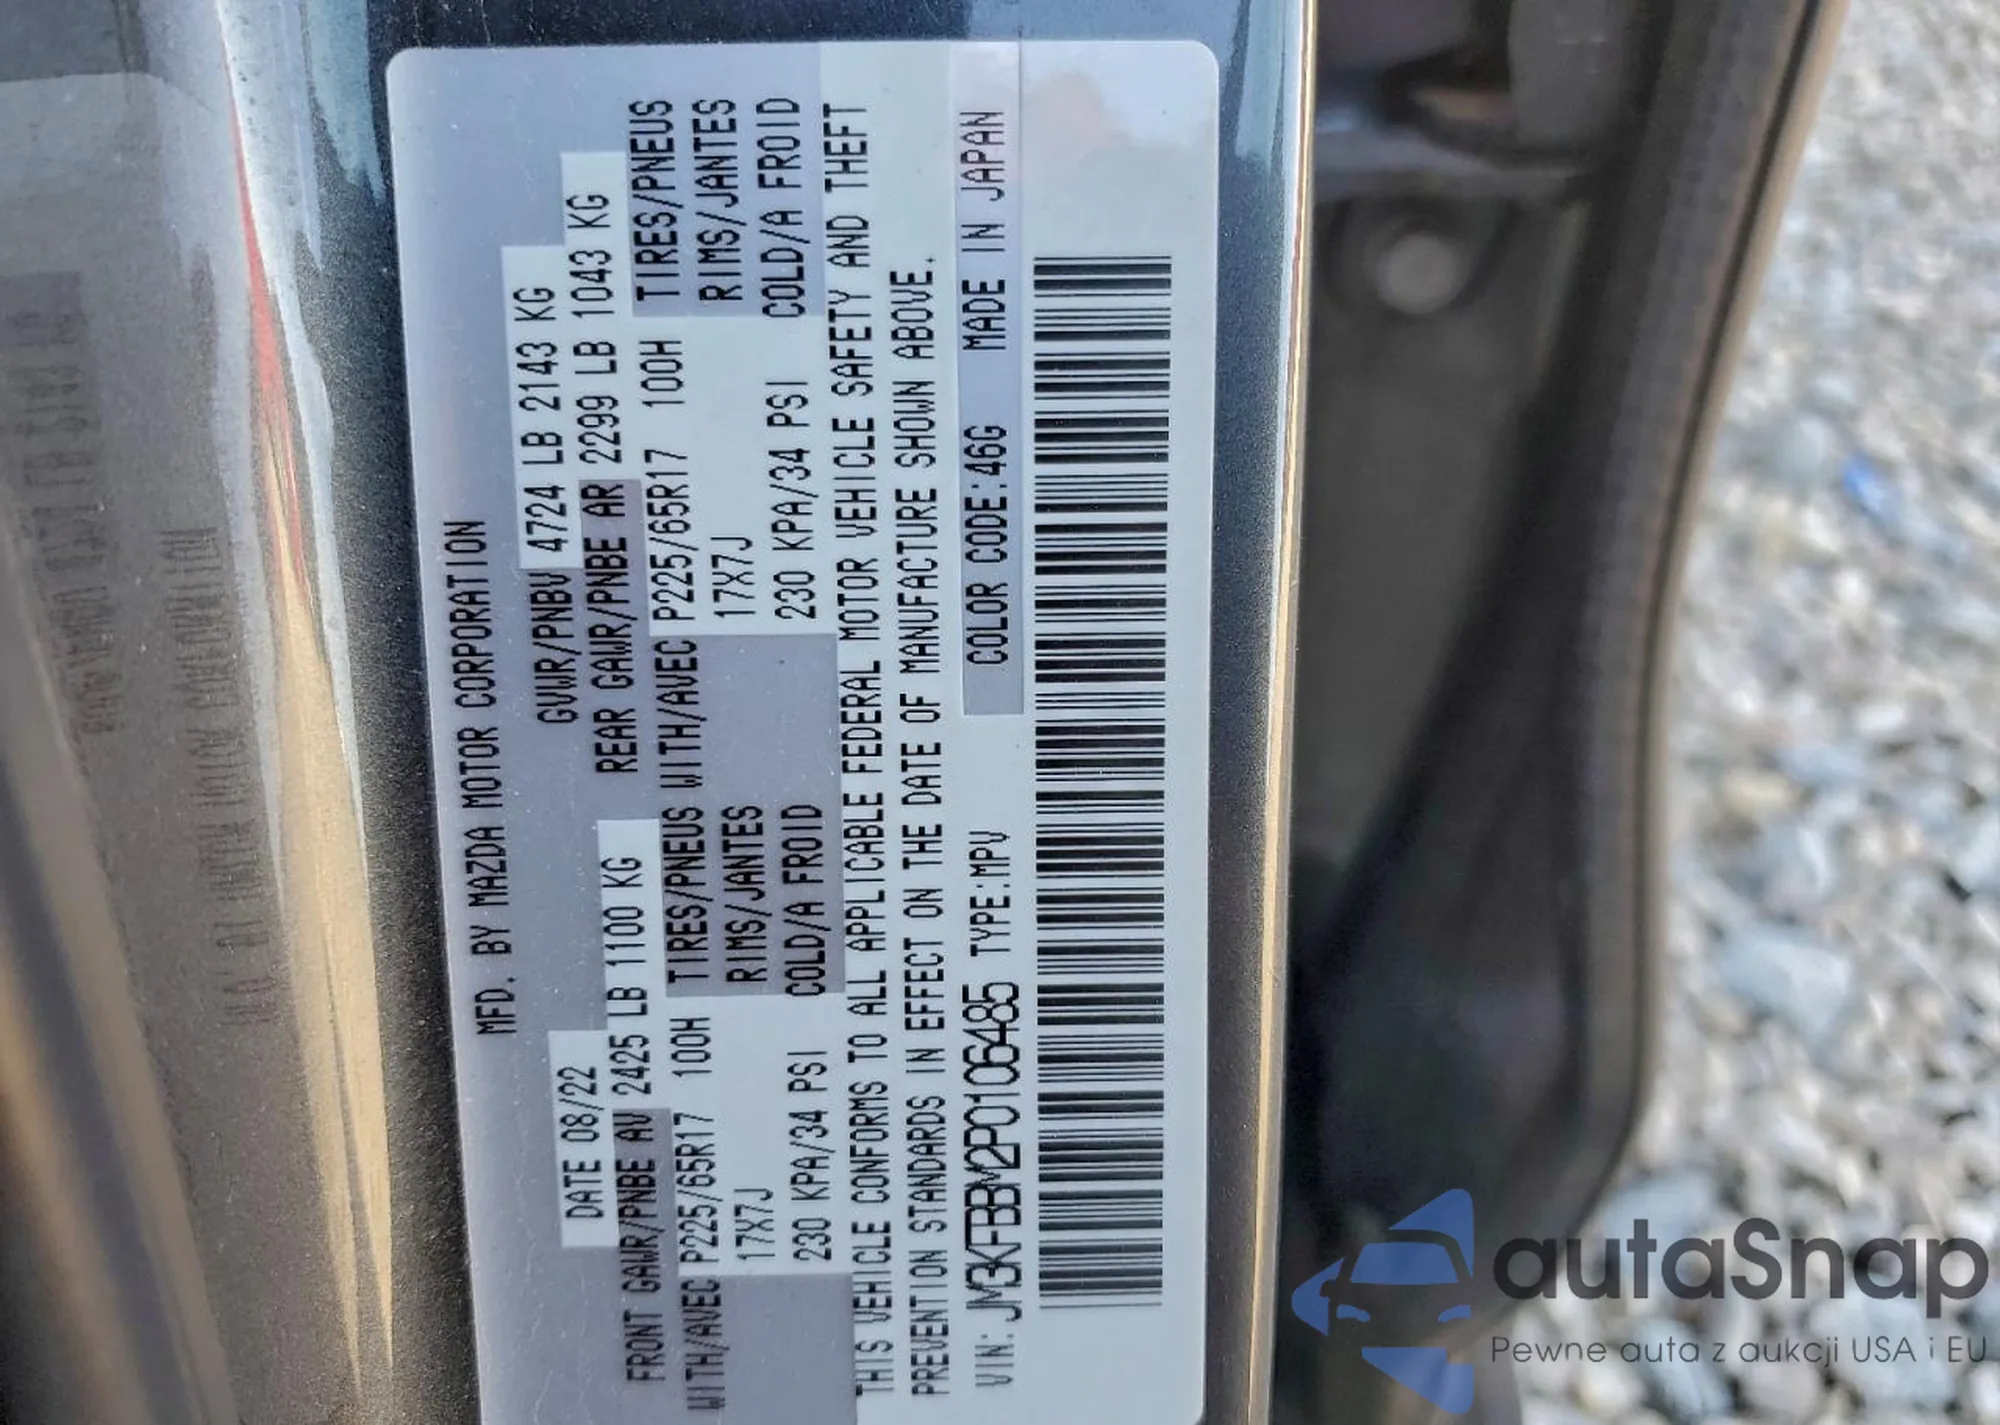 MFD. BY MAZDA MOTOR CORPORATION
DATE 08/22 GVWR/PNBV 4724 LB 2143 KG
FRONT GAWR/PNBE AV 2425 LB 1100 KG REAR GAWR/PNBE AR 2299 LB 1043 KG
WITH/AVEC P225/65R17 100H TIRES/PNEUS WITH/AVEC P225/65R17 100H TIRES/PNEUS
17X7J RIMS/JANTES 17X7J RIMS/JANTES
230 KPA/34 PSI COLD/A FROID 230 KPA/34 PSI COLD/A FROID
THIS VEHICLE CONFORMS TO ALL APPLICABLE FEDERAL MOTOR VEHICLE SAFETY AND THEFT
PREVENTION STANDARDS IN EFFECT ON THE DATE OF MANUFACTURE SHOWN ABOVE.
VIN: JM3KFBBM2P0106485 TYPE:MPV COLOR CODE:46G MADE IN JAPAN
autaSnap
Pewne auta z aukcji USA i EU